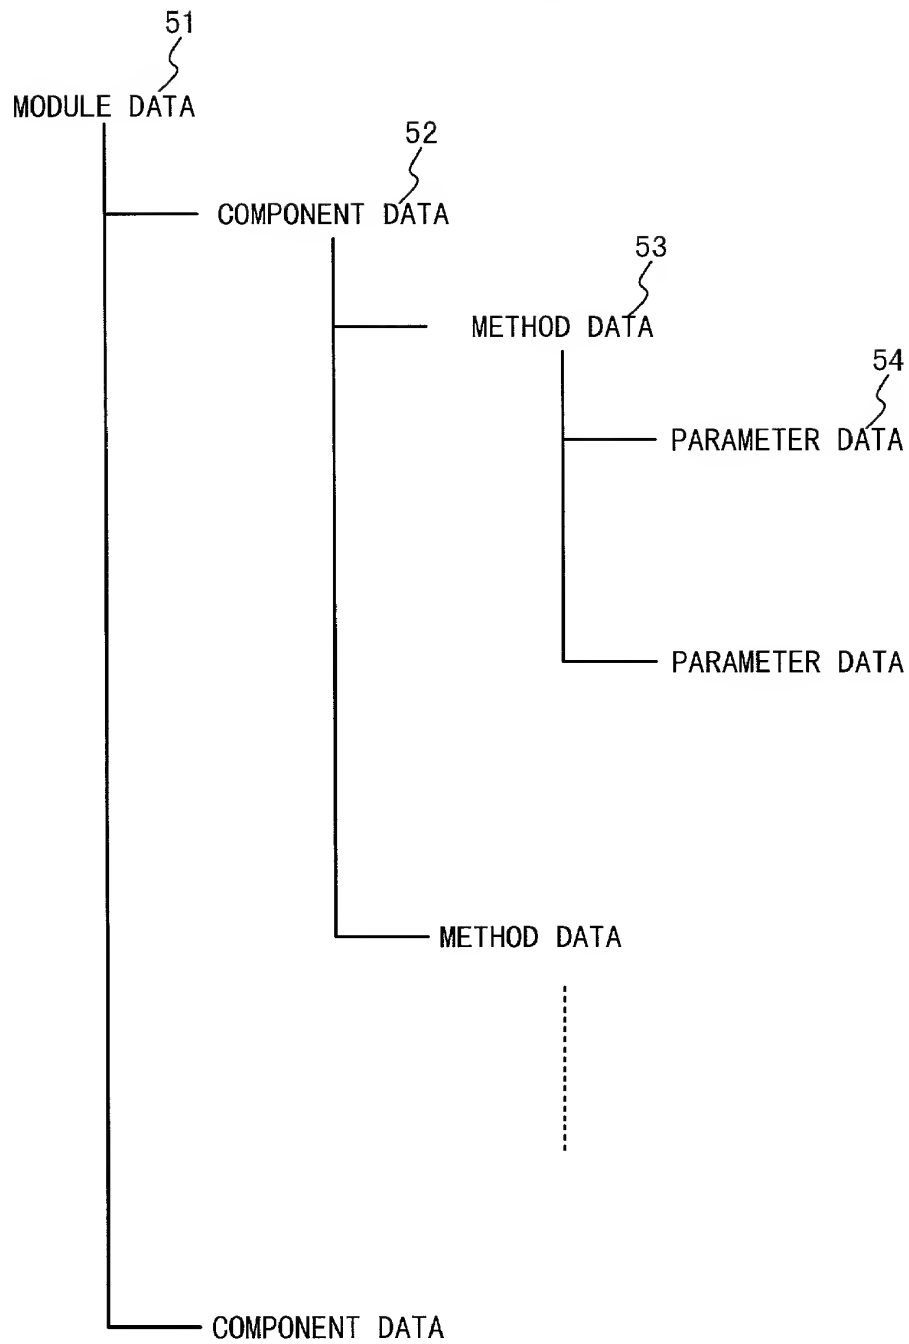 51
MODULE DATA
52
COMPONENT DATA
53
METHOD DATA
54
PARAMETER DATA
PARAMETER DATA
METHOD DATA
COMPONENT DATA